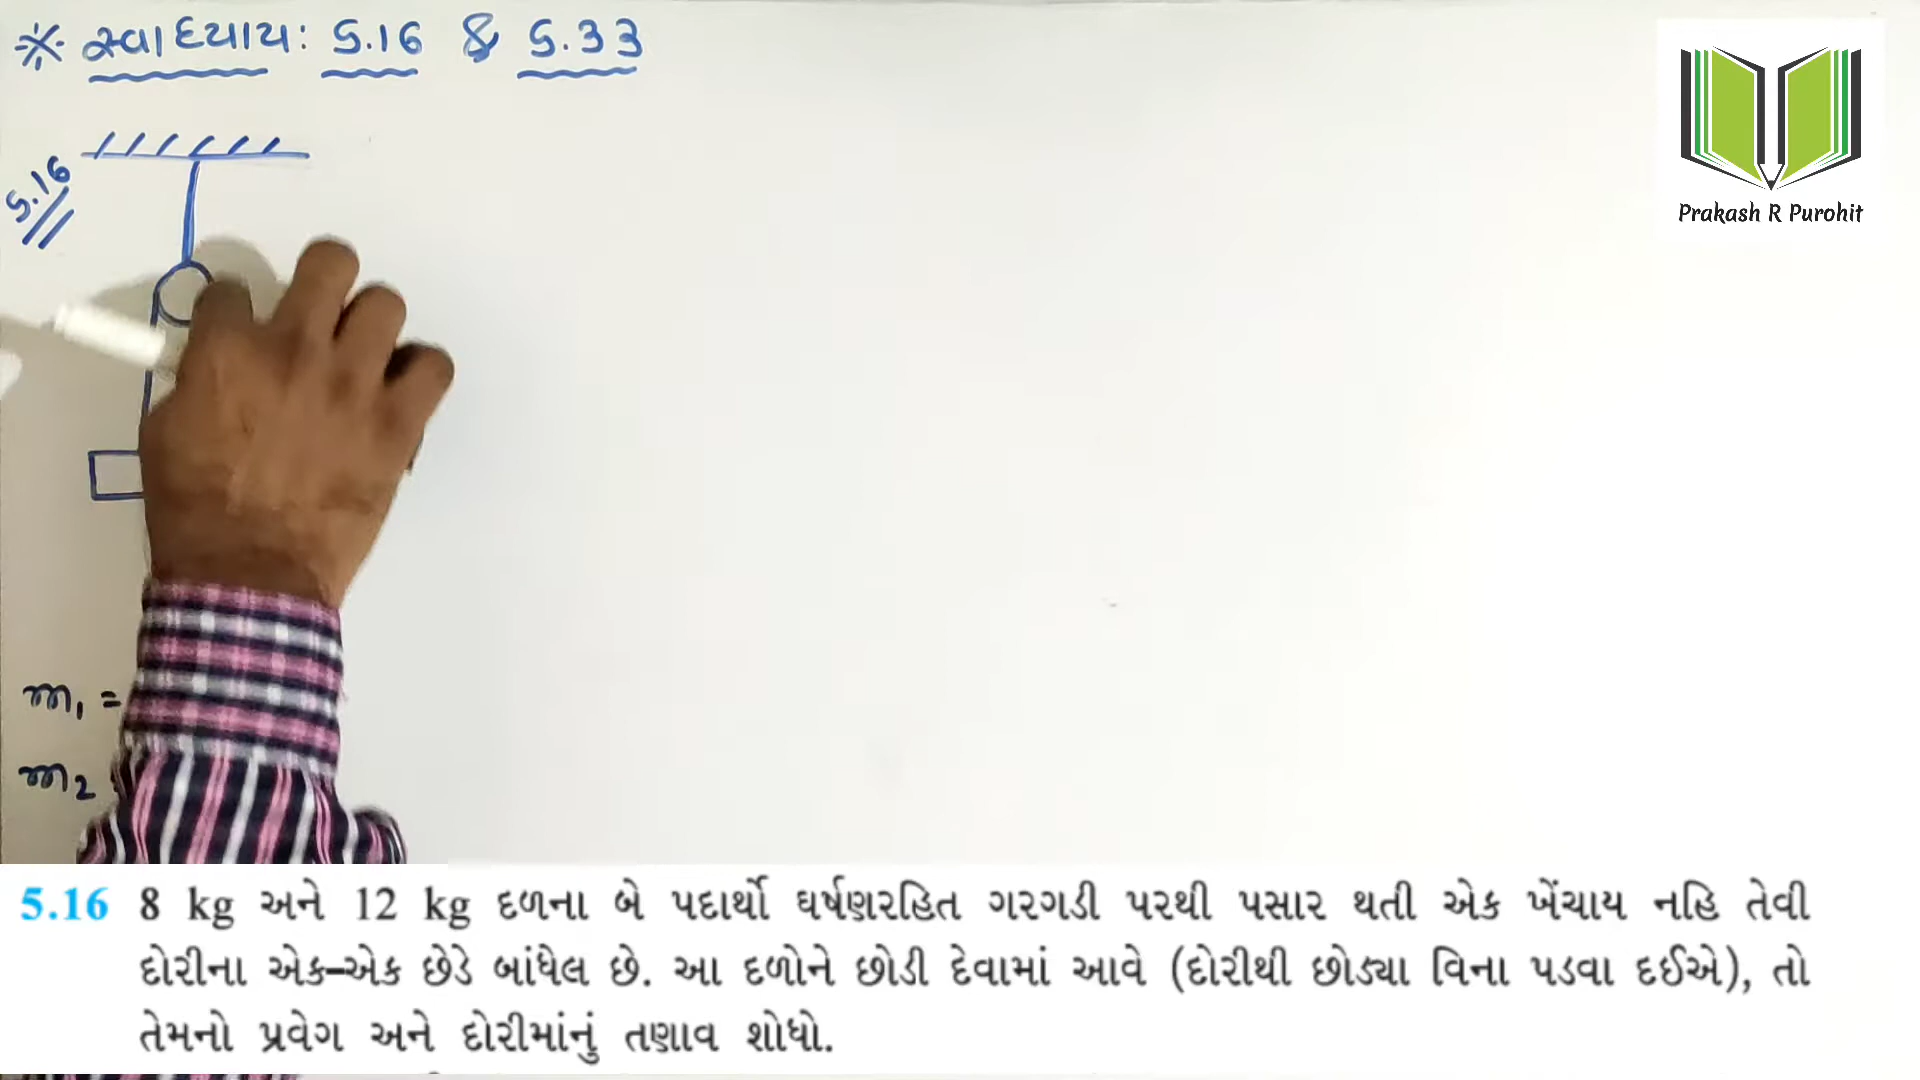 * સ્વાધ્યાય: 5.16 & 5.33
5.16
Prakash R Purohit
m₁ =
m₂
5.16 8 kg અને 12 kg દળના બે પદાર્થો ઘર્ષણરહિત ગરગડી પરથી પસાર થતી એક ખેંચાય નહિ તેવી
દોરીના એક–એક છેડે બાંધેલ છે. આ દળોને છોડી દેવામાં આવે (દોરીથી છોડ્યા વિના પડવા દઈએ), તો
તેમનો પ્રવેગ અને દોરીમાંનું તણાવ શોધો.